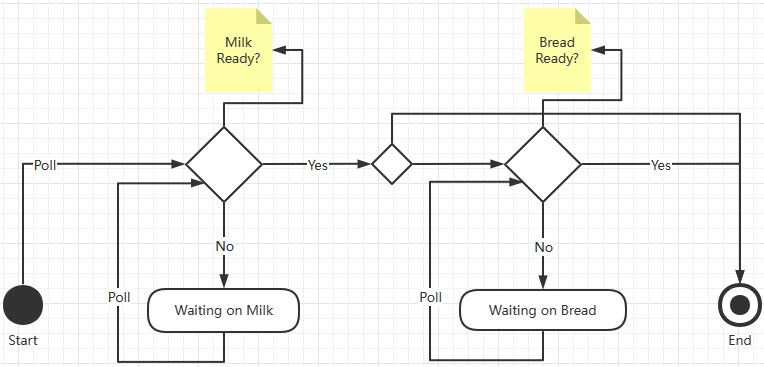 Milk
Ready?
Bread
Ready?
Poll
Yes
Yes
No
No
Poll
Poll
Waiting on Milk
Waiting on Bread
Start
End